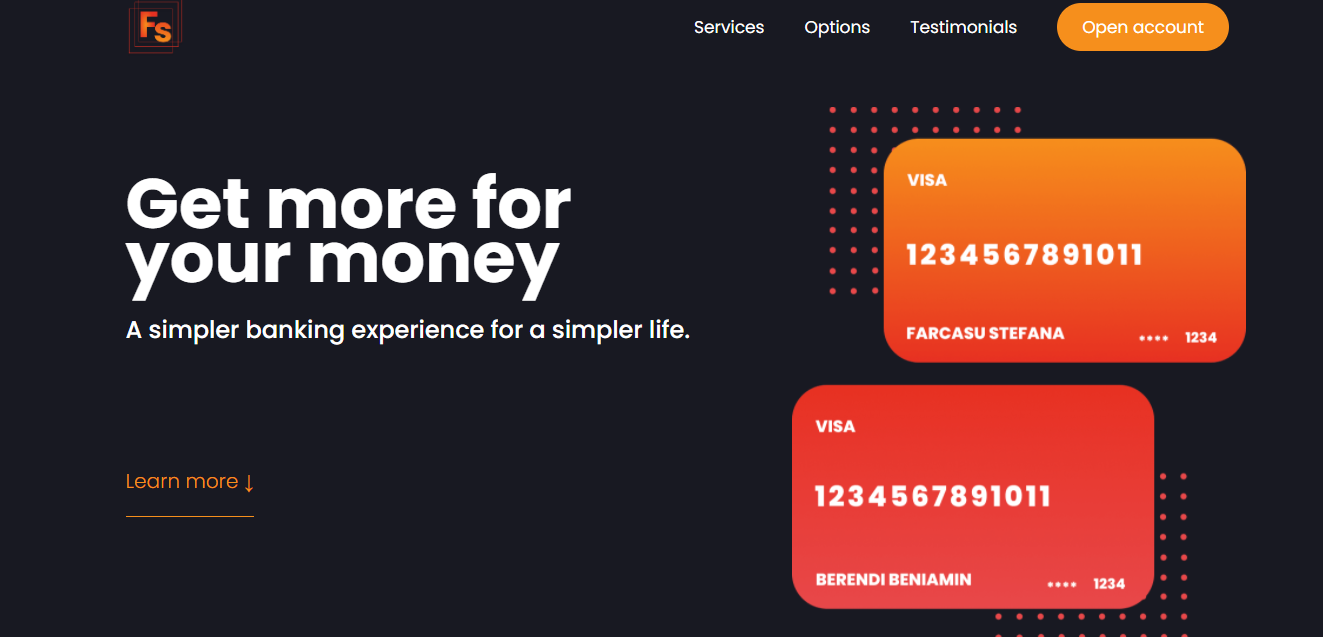 Fs
Services Options Testimonials Open account
Get more for
your money
A simpler banking experience for a simpler life.
Learn more ↓
VISA
1234567891011
FARCASU STEFANA **** 1234
VISA
1234567891011
BERENDI BENIAMIN **** 1234